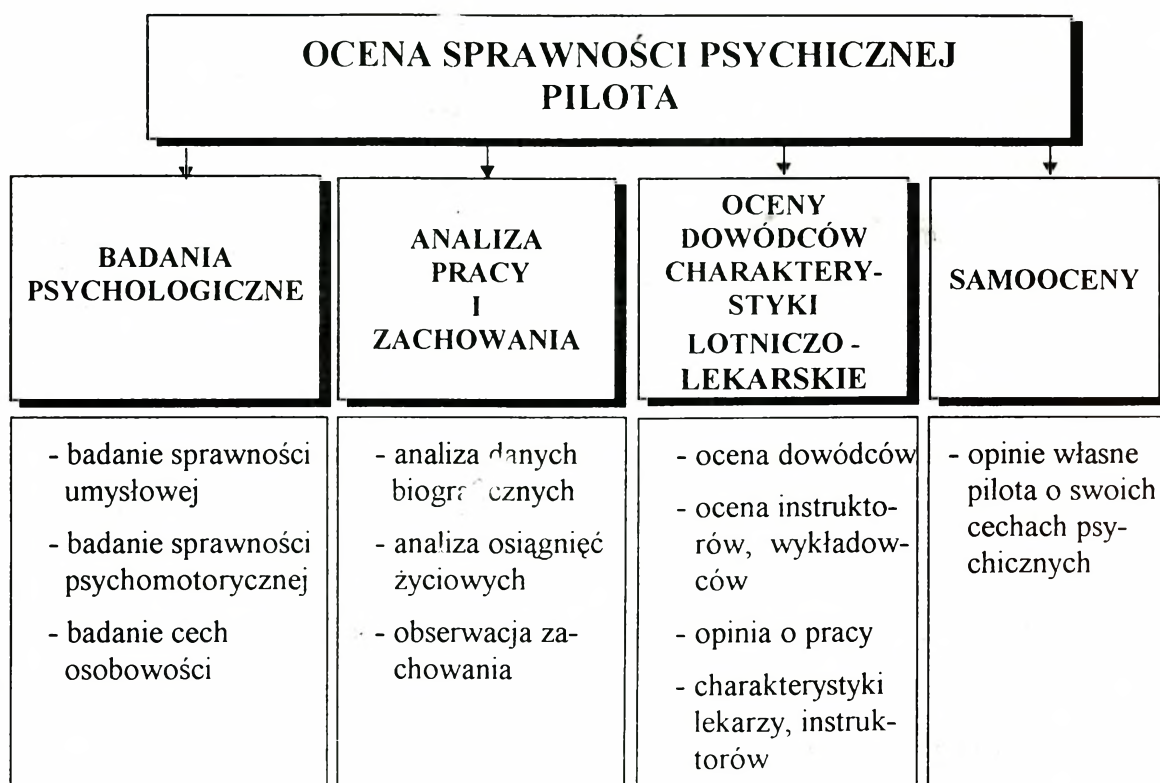 OCENA SPRAWNOŚCI PSYCHICZNEJ
PILOTA
BADANIA
PSYCHOLOGICZNE
ANALIZA
PRACY
I
ZACHOWANIA
OCENY
DOWÓDCÓW
CHARAKTERY-
STYKI
LOTNICZO -
LEKARSKIE
SAMOOCENY
- badanie sprawności
umysłowej
- badanie sprawności
psychomotorycznej
- badanie cech
osobowości
- analiza danych
- analiza osiągnięć
życiowych
- obserwacja za-
chowania
- ocena dowódców
- ocena instrukto-
rów, wykładow-
ców
- opinia o pracy
- charakterystyki
lekarzy, instruk-
torów
- opinie własne
pilota o swoich
cechach psy-
chicznych